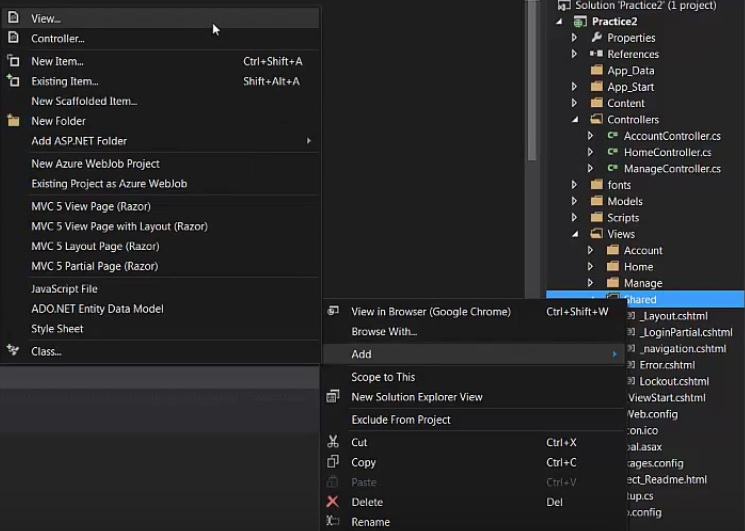 View...
Controller...
New Item... Ctrl+Shift+A
Existing Item... Shift+Alt+A
New Scaffolded Item...
New Folder
Add ASP.NET Folder
New Azure WebJob Project
Existing Project as Azure WebJob
MVC 5 View Page (Razor)
MVC 5 View Page with Layout (Razor)
MVC 5 Layout Page (Razor)
MVC 5 Partial Page (Razor)
JavaScript File
ADO.NET Entity Data Model
Style Sheet
Class...
View in Browser (Google Chrome) Ctrl+Shift+W
Browse With...
Add
Scope to This
New Solution Explorer View
Exclude From Project
Cut Ctrl+X
Copy Ctrl+C
Paste Ctrl+V
Delete Del
Rename
Solution 'Practice2' (1 project)
Practice2
Properties
References
App_Data
App_Start
Content
Controllers
C# AccountController.cs
C# HomeController.cs
C# ManageController.cs
fonts
Models
Scripts
Views
Account
Home
Manage
Shared
_Layout.cshtml
_LoginPartial.cshtml
_navigation.cshtml
Error.cshtml
Lockout.cshtml
ViewStart.cshtml
Web.config
con.ico
bal.asax
kages.config
ect_Readme.html
tup.cs
o.config